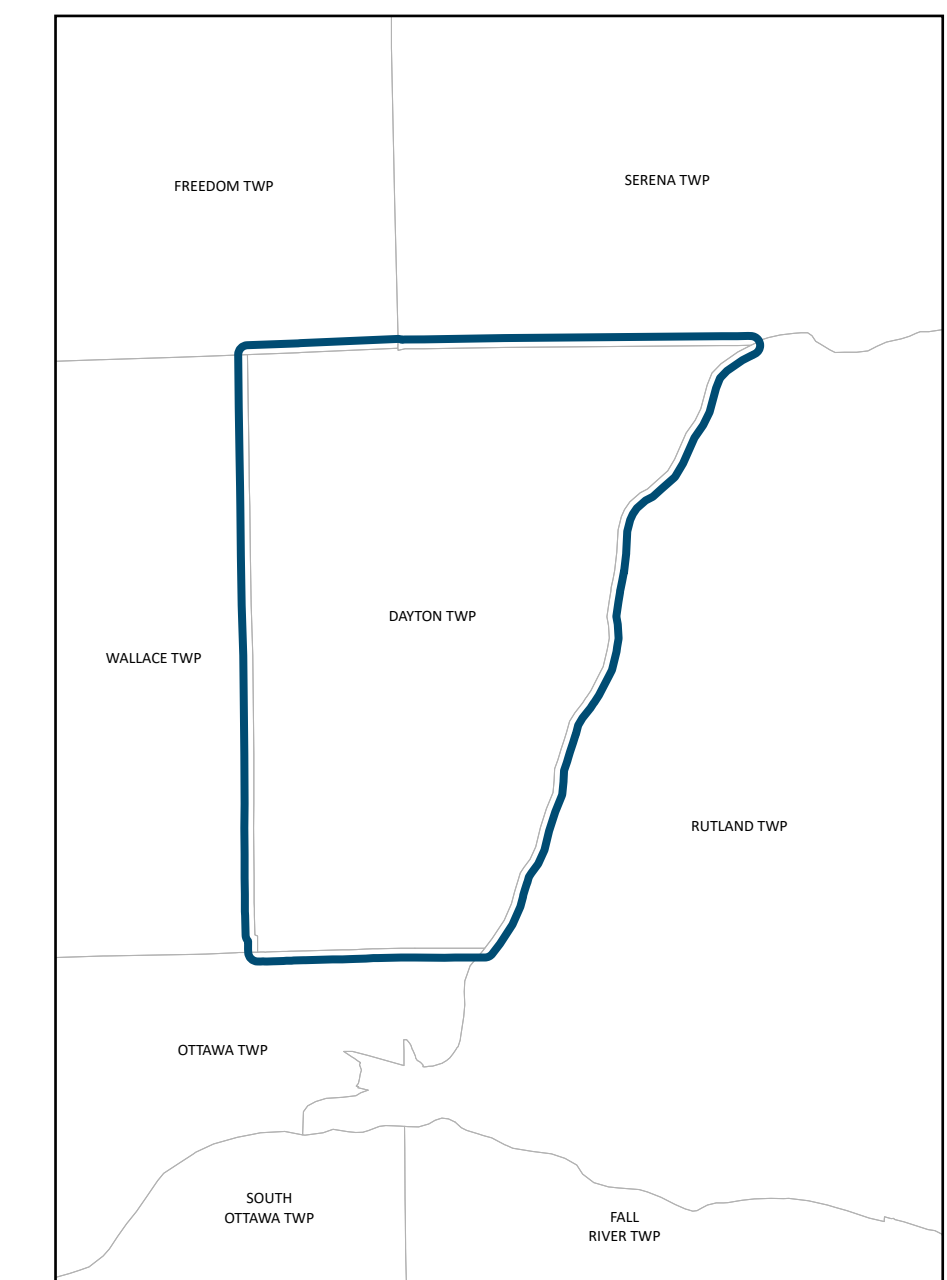 FREEDOM TWP
SERENA TWP
DAYTON TWP
WALLACE TWP
RUTLAND TWP
OTTAWA TWP
SOUTH
OTTAWA TWP
FALL
RIVER TWP